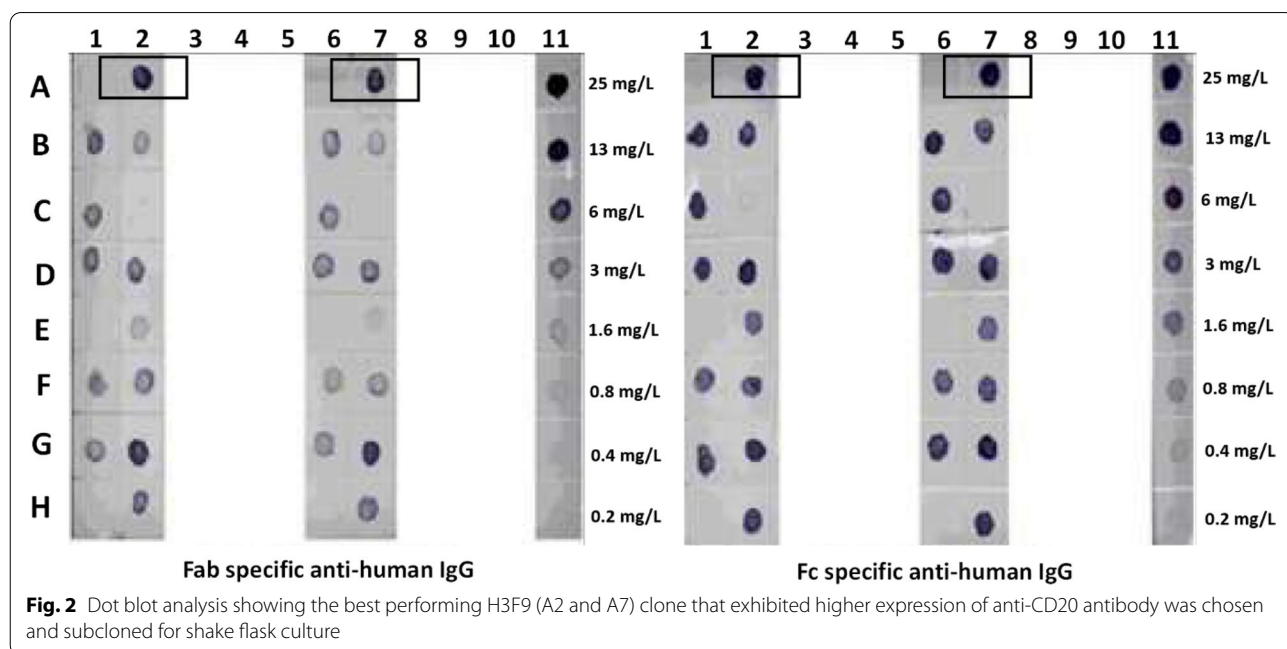 1 2 3 4 5 6 7 8 9 10 11
A 25 mg/L
B 13 mg/L
C 6 mg/L
D 3 mg/L
E 1.6 mg/L
F 0.8 mg/L
G 0.4 mg/L
H 0.2 mg/L
Fab specific anti-human IgG
1 2 3 4 5 6 7 8 9 10 11
25 mg/L
13 mg/L
6 mg/L
3 mg/L
1.6 mg/L
0.8 mg/L
0.4 mg/L
0.2 mg/L
Fc specific anti-human IgG
Fig. 2 Dot blot analysis showing the best performing H3F9 (A2 and A7) clone that exhibited higher expression of anti-CD20 antibody was chosen
and subcloned for shake flask culture